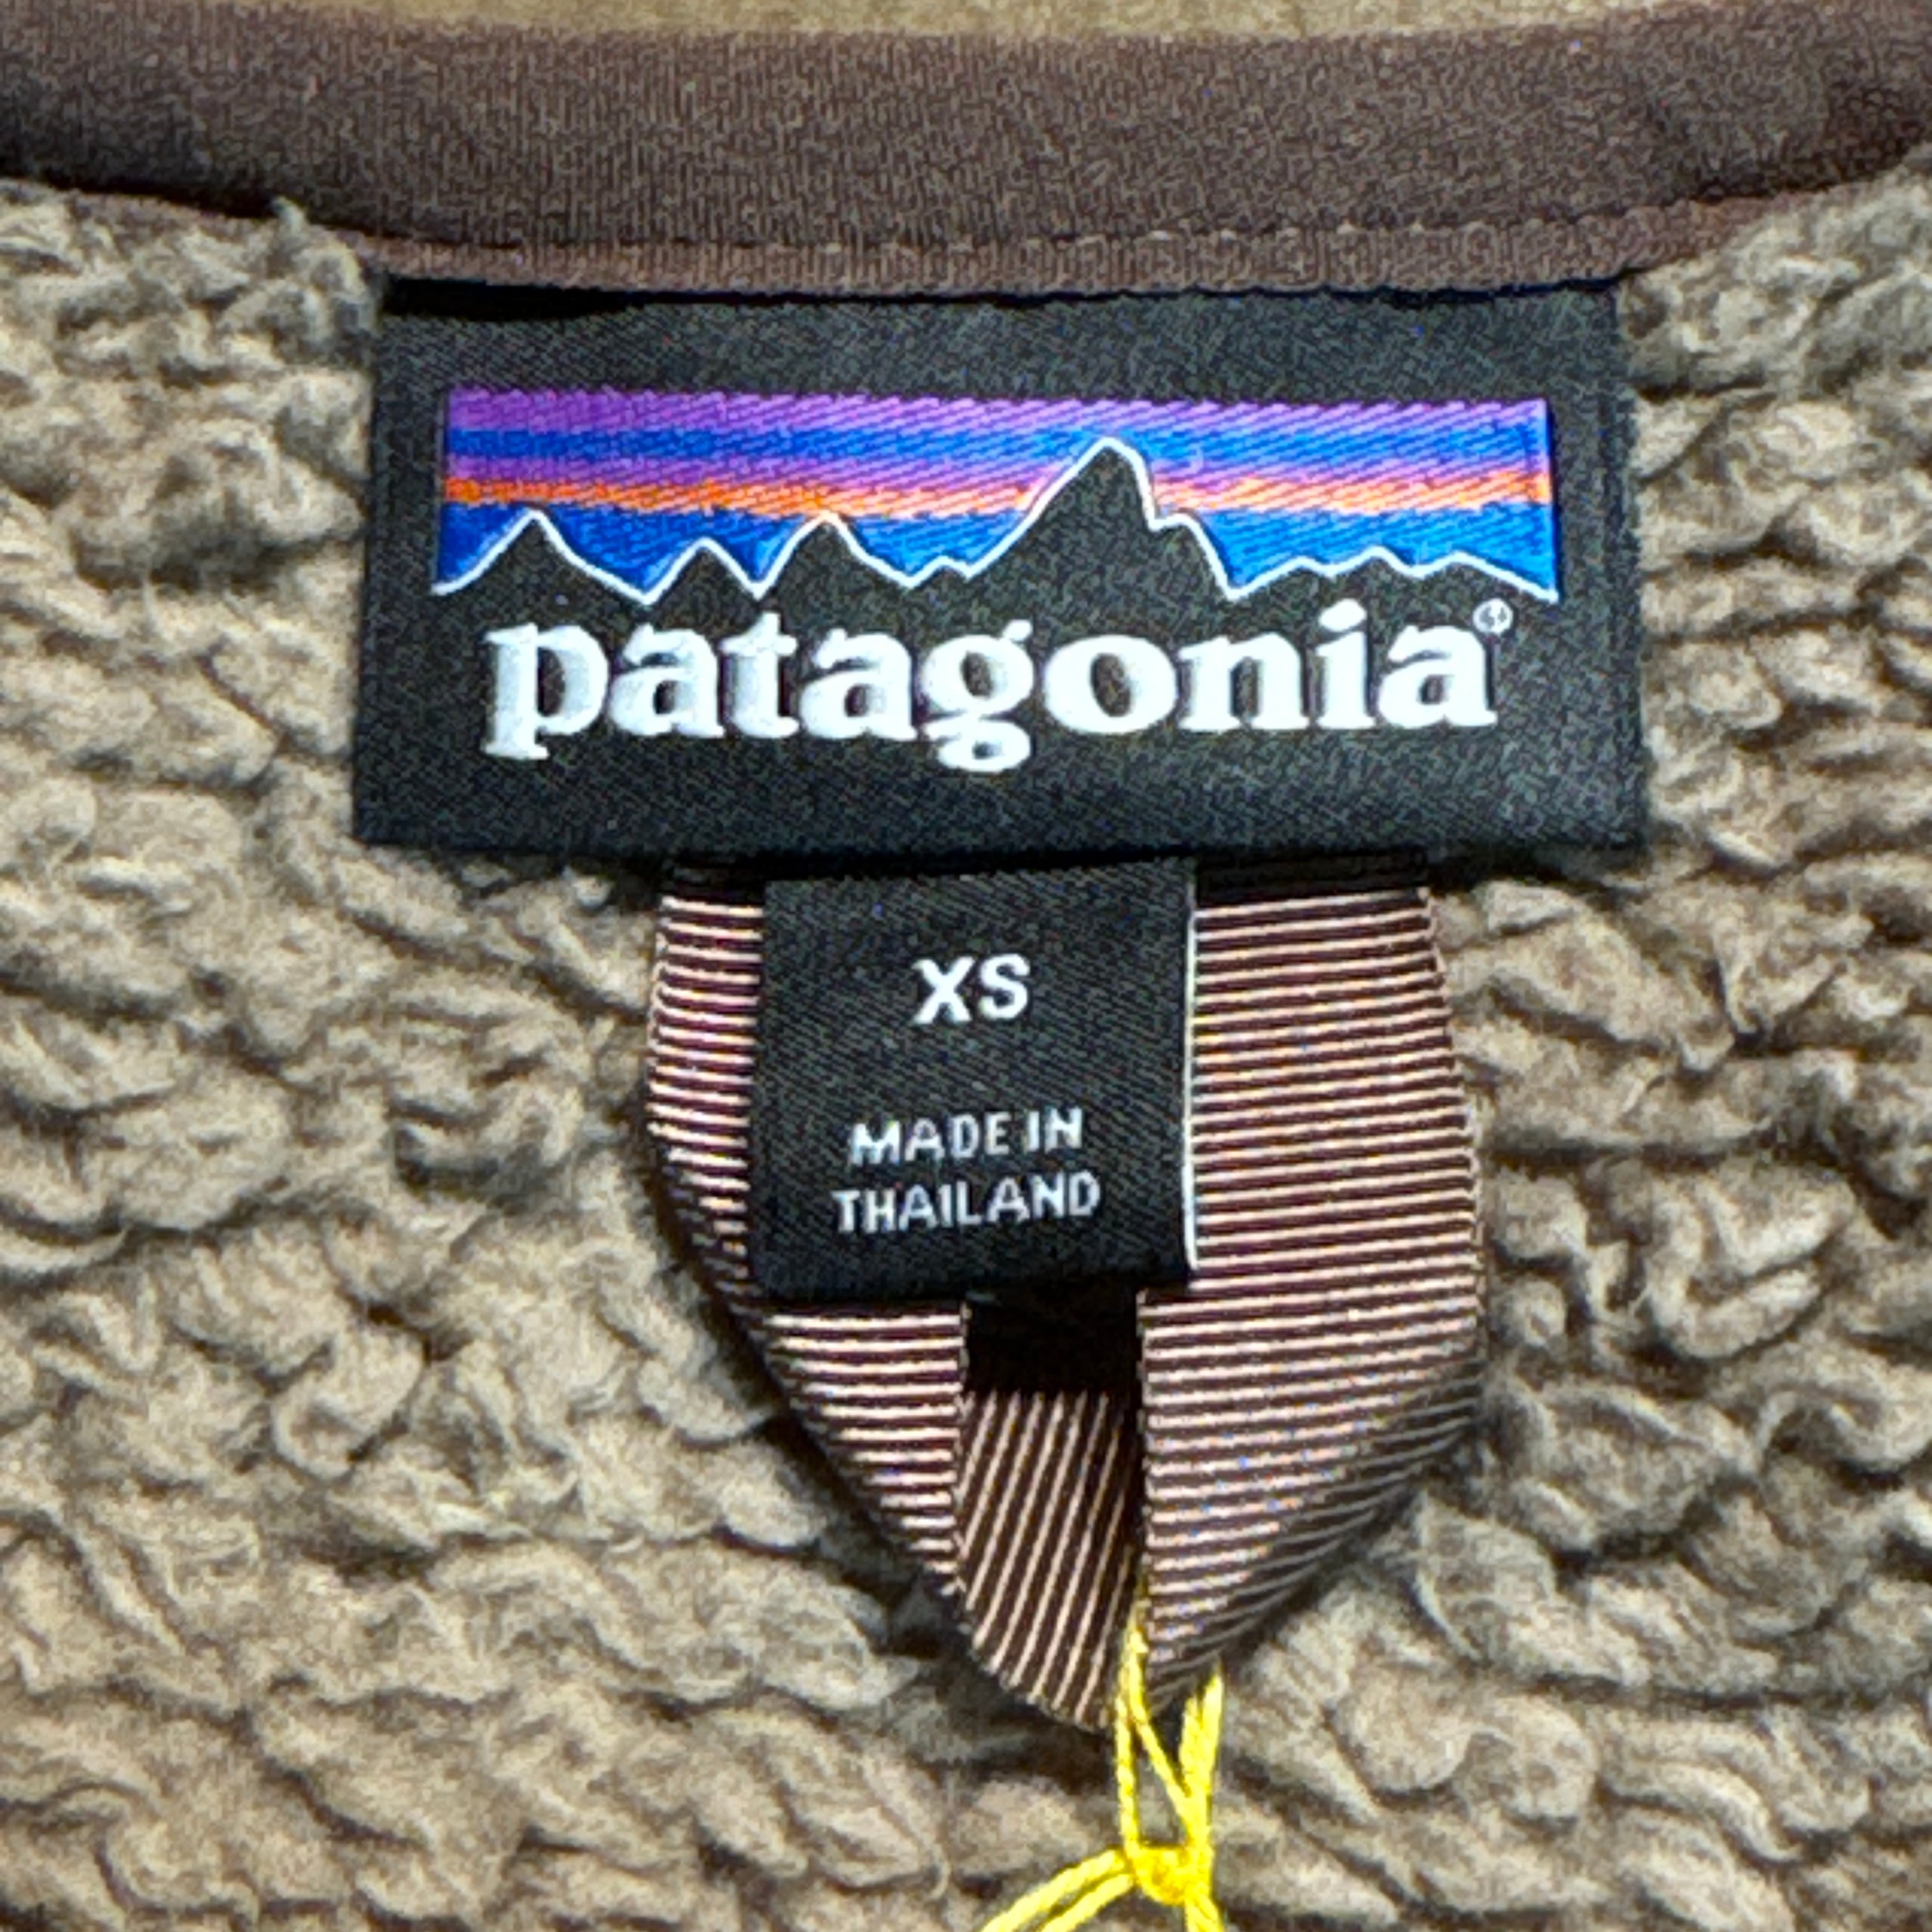 patagonia®
XS
MADE IN
THAILAND